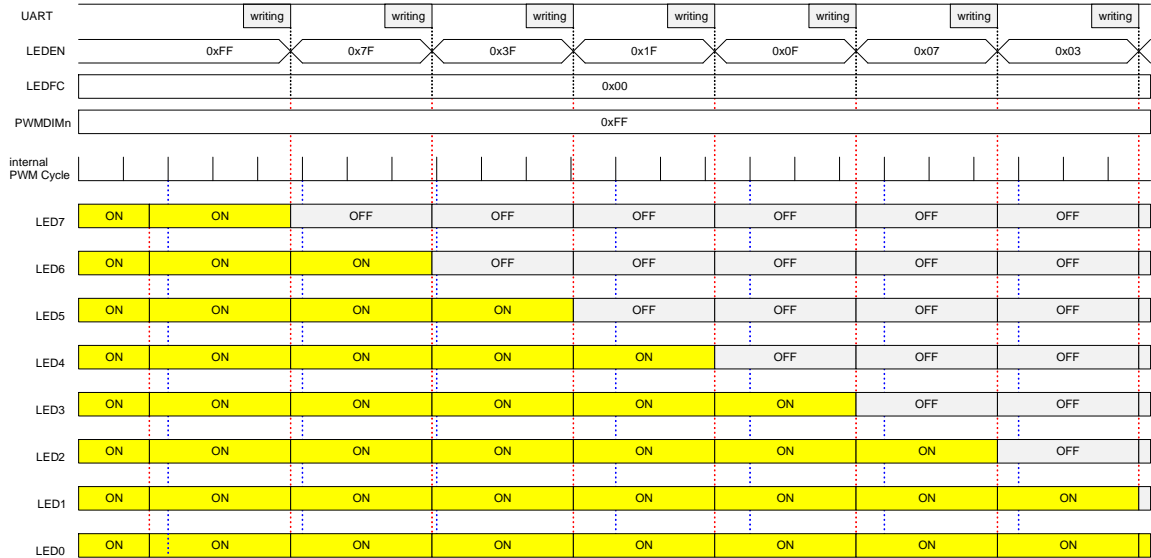 UART writing writing writing writing writing writing writing
LEDEN 0xFF 0x7F 0x3F 0x1F 0x0F 0x07 0x03
LEDFC 0x00
PWMDIMn 0xFF
internal
PWM Cycle
LED7 ON ON OFF OFF OFF OFF OFF OFF
LED6 ON ON ON OFF OFF OFF OFF OFF
LED5 ON ON ON ON OFF OFF OFF OFF
LED4 ON ON ON ON ON OFF OFF OFF
LED3 ON ON ON ON ON ON OFF OFF
LED2 ON ON ON ON ON ON ON OFF
LED1 ON ON ON ON ON ON ON ON
LED0 ON ON ON ON ON ON ON ON